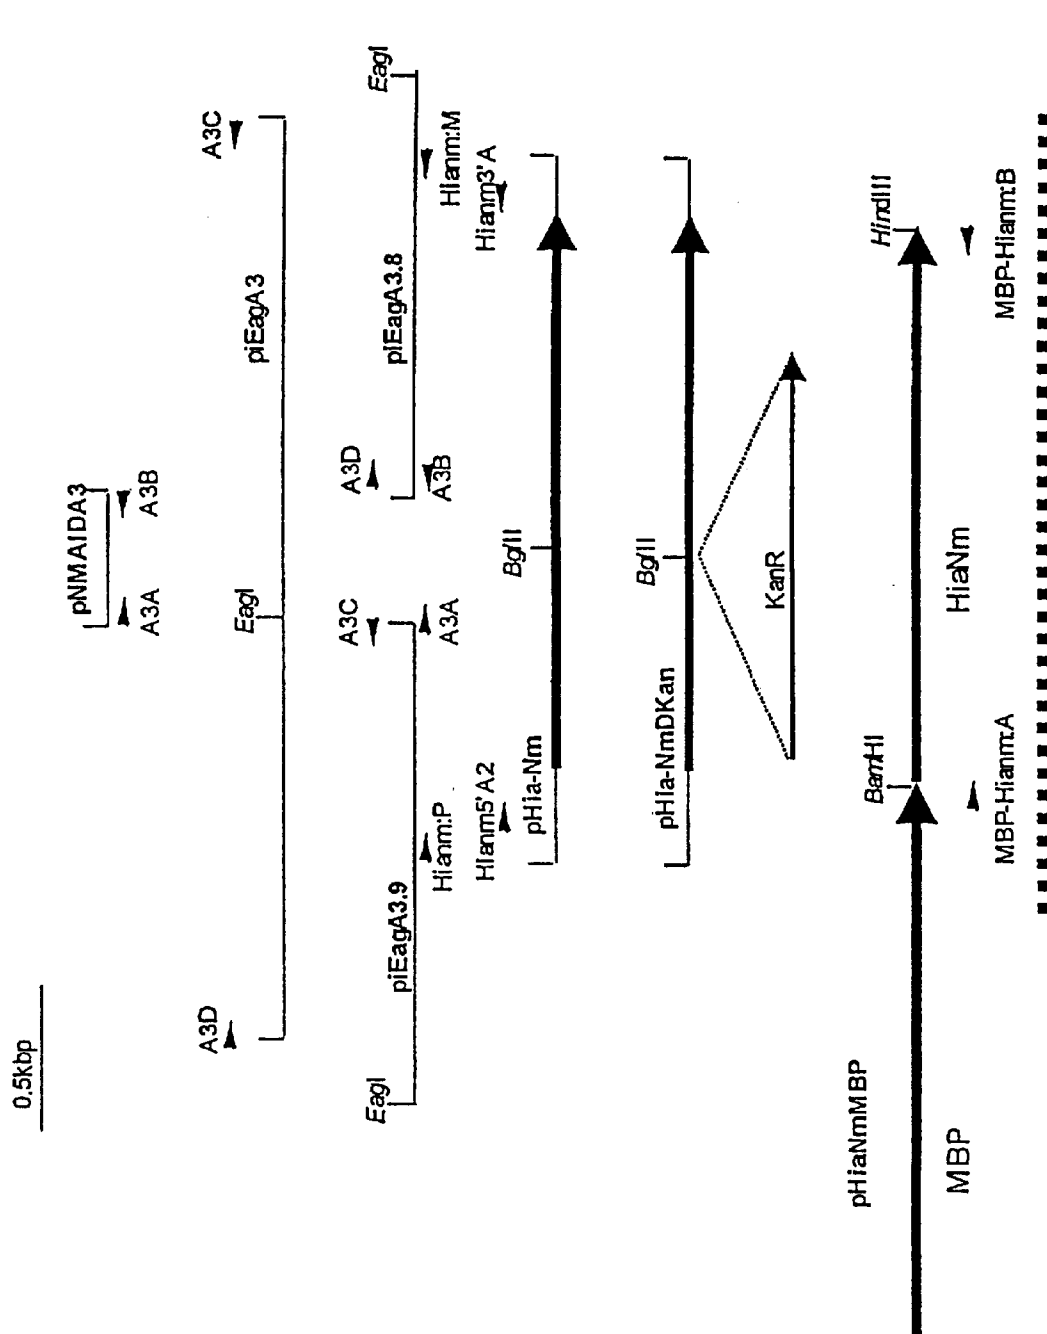 0.5kbp
pNMAIDA3
A3A
A3B
A3D
EagI
piEagA3
A3C
EagI
piEagA3.9
Hianm:P
A3C
A3A
A3D
A3B
piEagA3.8
Hianm:M
EagI
Hianm5'A2
Hianm3'A
pHia-Nm
BglII
pHia-NmDKan
BglII
KanR
pHiaNmMBP
BamHI
HindIII
MBP
HiaNm
MBP-Hianm:A
MBP-Hianm:B